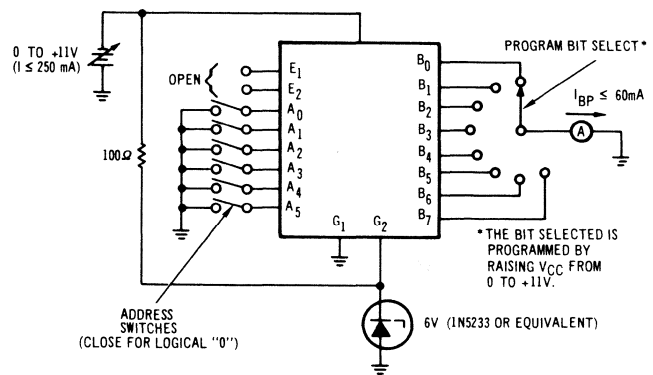 0 TO +11V
(I ≤ 250 mA)
OPEN
E1
E2
A0
A1
A2
A3
A4
A5
100Ω
G1
G2
B0
B1
B2
B3
B4
B5
B6
B7
PROGRAM BIT SELECT*
IBP ≤ 60mA
A
*THE BIT SELECTED IS
PROGRAMMED BY
RAISING VCC FROM
0 TO +11V.
ADDRESS
SWITCHES
(CLOSE FOR LOGICAL "0")
6V (IN5233 OR EQUIVALENT)